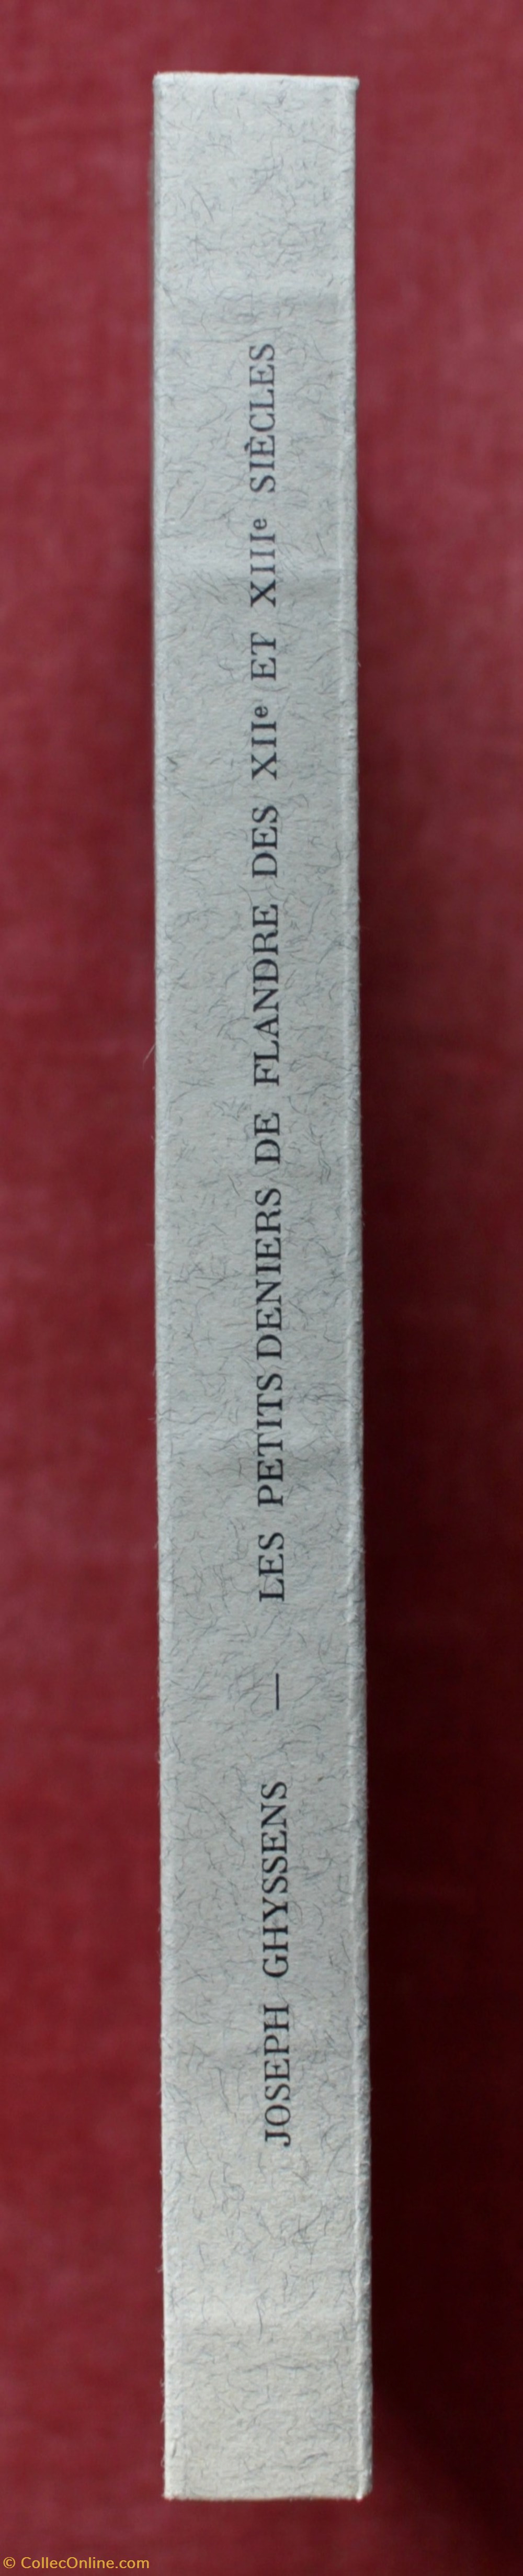 JOSEPH GHYSSENS — LES PETITS DENIERS DE FLANDRE DES XIIe ET XIIIe SIÈCLES
© CollecOnline.com